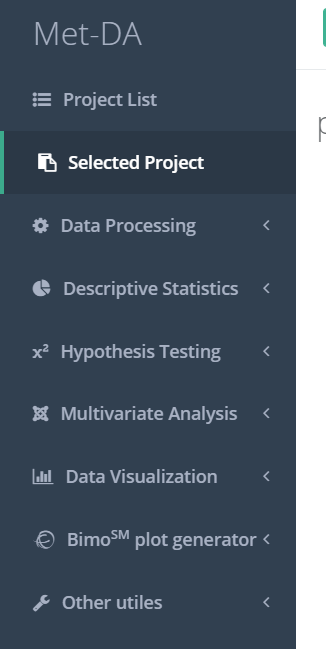 Met-DA
Project List
Selected Project
Data Processing
Descriptive Statistics
x² Hypothesis Testing
Multivariate Analysis
Data Visualization
Bimo℠ plot generator
Other utiles